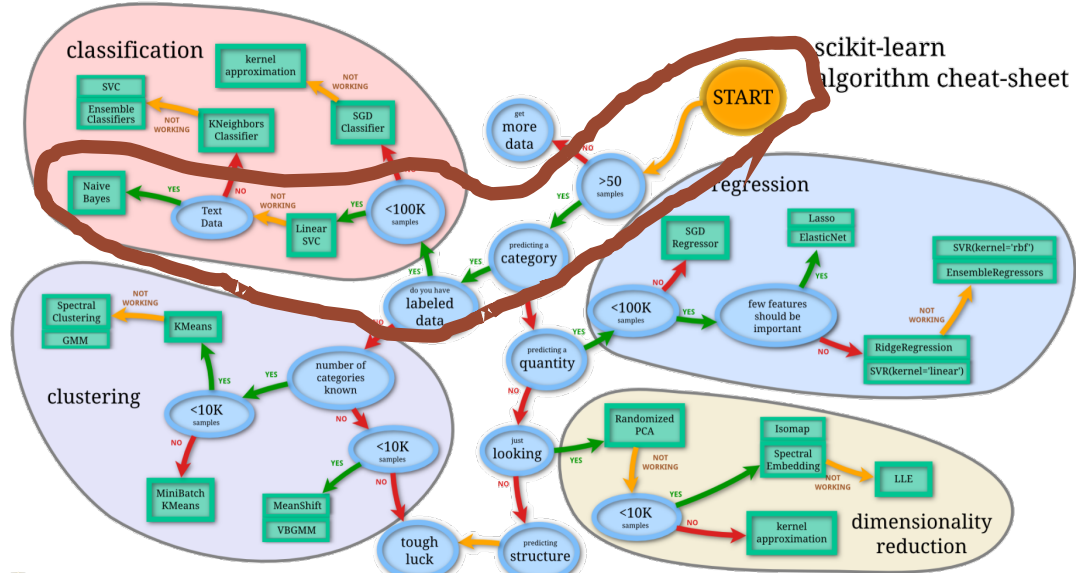 scikit-learn
algorithm cheat-sheet
START
get
more
data
NO
>50
samples
YES
predicting a
category
YES
do you have
labeled
data
YES
NO
classification
kernel
approximation
NOT
WORKING
SGD
Classifier
SVC
Ensemble
Classifiers
NOT
WORKING
KNeighbors
Classifier
NO
Naive
Bayes
YES
Text
Data
NOT
WORKING
Linear
SVC
YES
<100K
samples
regression
SGD
Regressor
NO
<100K
samples
YES
Lasso
ElasticNet
YES
few features
should be
important
NO
SVR(kernel='rbf')
EnsembleRegressors
NOT
WORKING
RidgeRegression
SVR(kernel='linear')
predicting a
quantity
YES
NO
just
looking
YES
NO
predicting
structure
tough
luck
clustering
Spectral
Clustering
GMM
NOT
WORKING
KMeans
YES
number of
categories
known
YES
NO
<10K
samples
NO
MiniBatch
KMeans
<10K
samples
YES
NO
MeanShift
VBGMM
dimensionality
reduction
Randomized
PCA
NOT
WORKING
<10K
samples
YES
NO
Isomap
Spectral
Embedding
NOT
WORKING
LLE
kernel
approximation